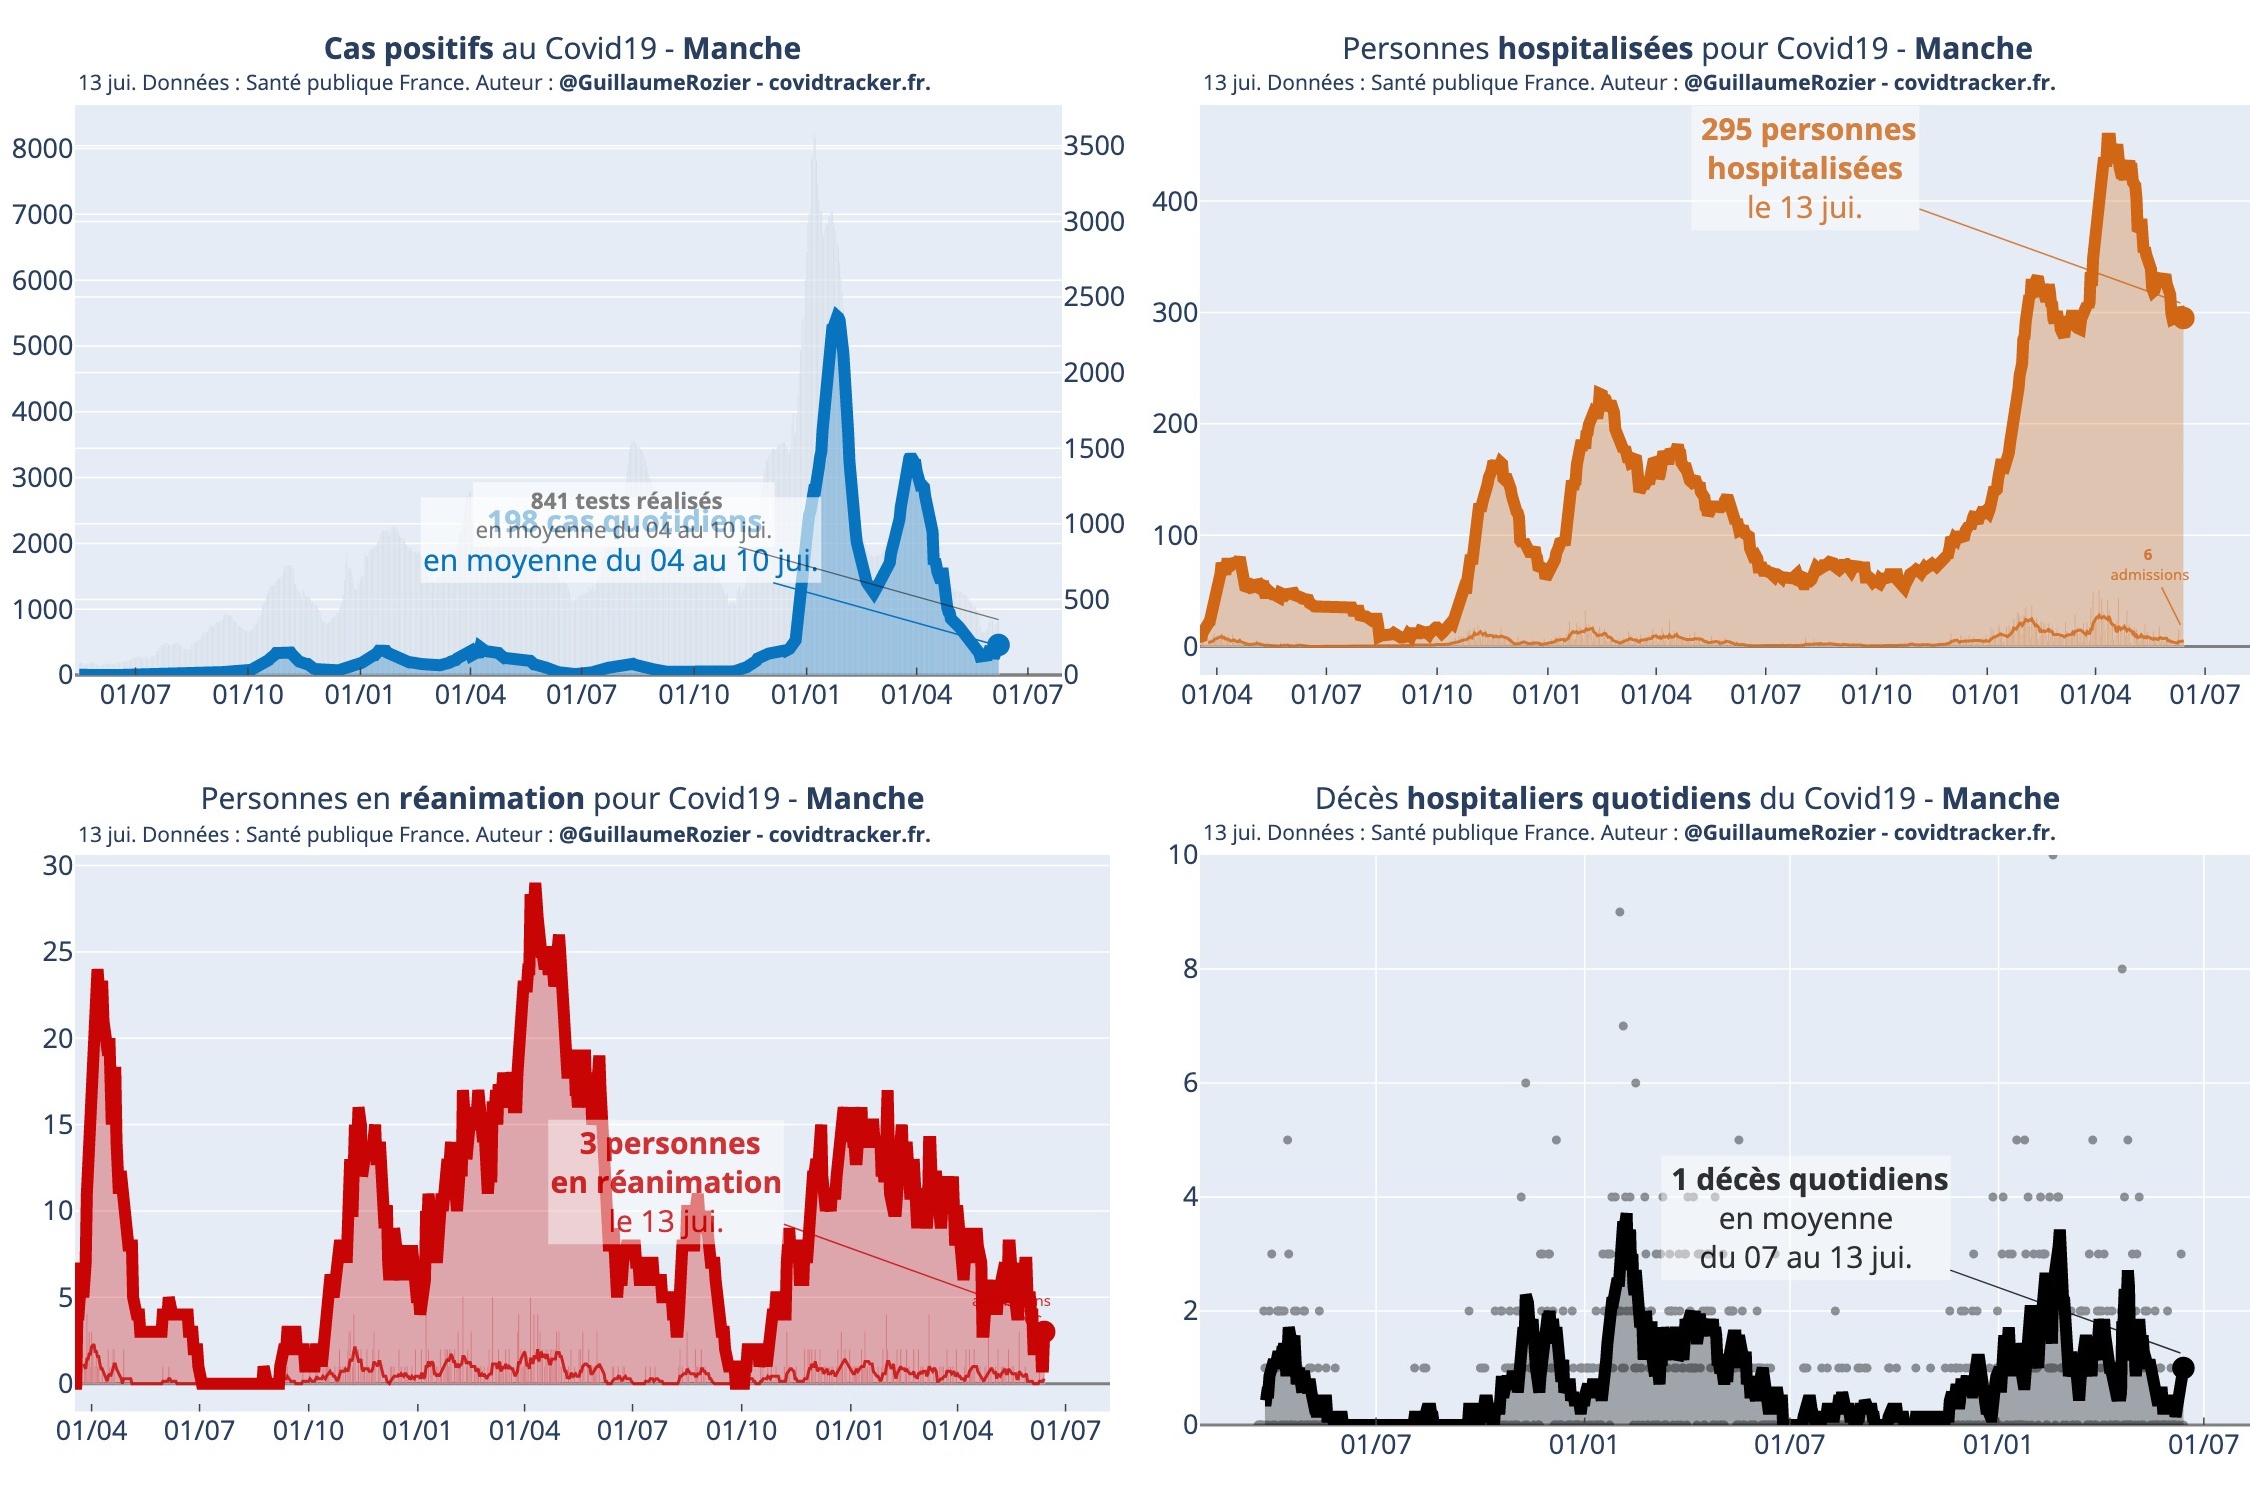 Cas positifs au Covid19 - Manche
13 jui. Données : Santé publique France. Auteur : @GuillaumeRozier - covidtracker.fr.
8000
7000
6000
5000
4000
3000
2000
1000
0
3500
3000
2500
2000
1500
1000
500
0
841 tests réalisés
en moyenne du 04 au 10 jui.
198 cas quotidiens
en moyenne du 04 au 10 jui.
01/07 01/10 01/01 01/04 01/07 01/10 01/01 01/04 01/07
Personnes hospitalisées pour Covid19 - Manche
13 jui. Données : Santé publique France. Auteur : @GuillaumeRozier - covidtracker.fr.
400
300
200
100
0
295 personnes
hospitalisées
le 13 jui.
6
admissions
01/04 01/07 01/10 01/01 01/04 01/07 01/10 01/01 01/04 01/07
Personnes en réanimation pour Covid19 - Manche
13 jui. Données : Santé publique France. Auteur : @GuillaumeRozier - covidtracker.fr.
30
25
20
15
10
5
0
3 personnes
en réanimation
le 13 jui.
01/04 01/07 01/10 01/01 01/04 01/07 01/10 01/01 01/04 01/07
Décès hospitaliers quotidiens du Covid19 - Manche
13 jui. Données : Santé publique France. Auteur : @GuillaumeRozier - covidtracker.fr.
10
8
6
4
2
0
1 décès quotidiens
en moyenne
du 07 au 13 jui.
01/07 01/01 01/07 01/01 01/07